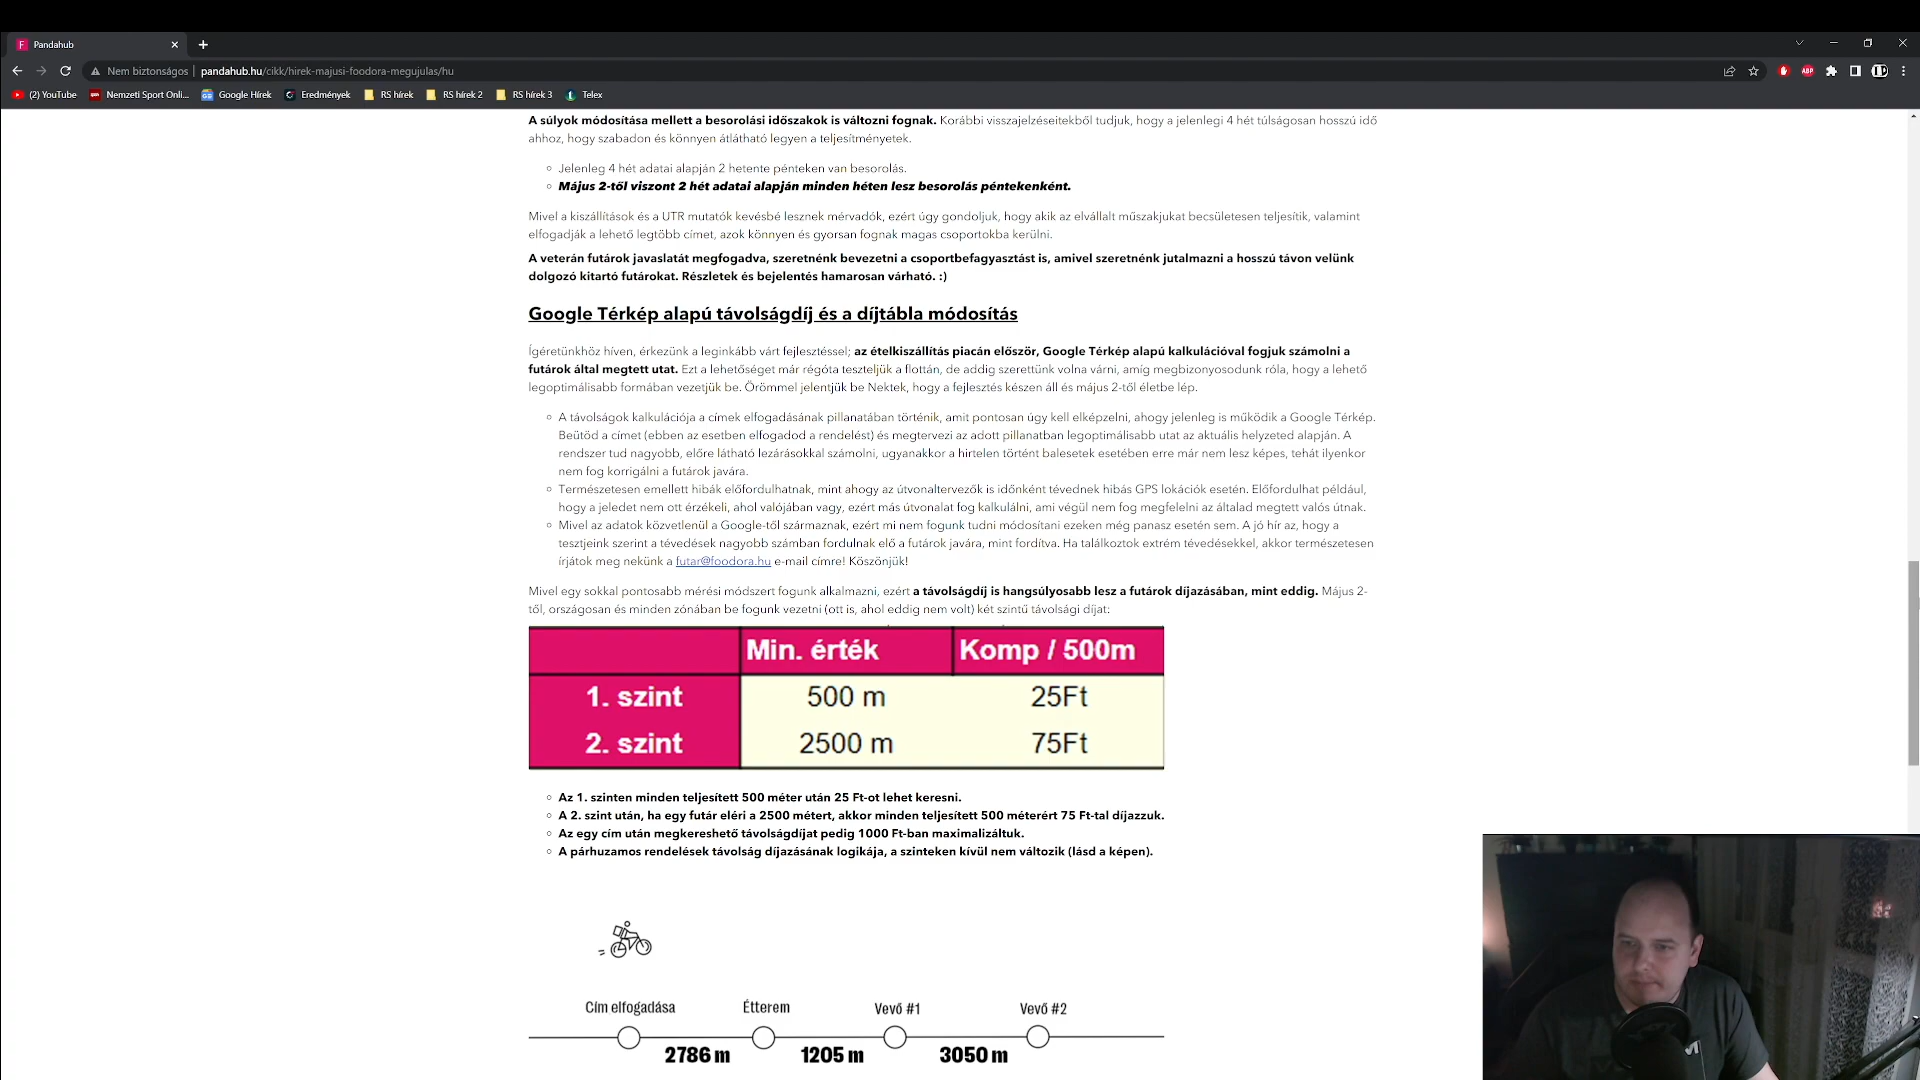 Pandahub
Nem biztonságos
pandahub.hu/cikk/hirek-majusi-foodora-megujulas/hu
(2) YouTube
Nemzeti Sport Onli...
Google Hírek
Eredmények
RS hírek
RS hírek 2
RS hírek 3
Telex
A súlyok módosítása mellett a besorolási időszakok is változni fognak. Korábbi visszajelzéseitekből tudjuk, hogy a jelenlegi 4 hét túlságosan hosszú idő
ahhoz, hogy szabadon és könnyen átlátható legyen a teljesítményetek.
Jelenleg 4 hét adatai alapján 2 hetente pénteken van besorolás.
Május 2-től viszont 2 hét adatai alapján minden héten lesz besorolás péntekenként.
Mivel a kiszállítások és a UTR mutatók kevésbé lesznek mérvadók, ezért úgy gondoljuk, hogy akik az elvállalt műszakjukat becsületesen teljesítik, valamint
elfogadják a lehető legtöbb címet, azok könnyen és gyorsan fognak magas csoportokba kerülni.
A veterán futárok javaslatát megfogadva, szeretnénk bevezetni a csoportbefagyasztást is, amivel szeretnénk jutalmazni a hosszú távon velünk
dolgozó kitartó futárokat. Részletek és bejelentés hamarosan várható. :)
Google Térkép alapú távolságdíj és a díjtábla módosítás
Ígéretünkhöz híven, érkezünk a leginkább várt fejlesztéssel; az ételkiszállítás piacán először, Google Térkép alapú kalkulációval fogjuk számolni a
futárok által megtett utat. Ezt a lehetőséget már régóta teszteljük a flottán, de addig szerettünk volna várni, amíg megbizonyosodunk róla, hogy a lehető
legoptimálisabb formában vezetjük be. Örömmel jelentjük be Nektek, hogy a fejlesztés készen áll és május 2-től életbe lép.
A távolságok kalkulációja a címek elfogadásának pillanatában történik, amit pontosan úgy kell elképzelni, ahogy jelenleg is működik a Google Térkép.
Beütöd a címet (ebben az esetben elfogadod a rendelést) és megtervezi az adott pillanatban legoptimálisabb utat az aktuális helyzeted alapján. A
rendszer tud nagyobb, előre látható lezárásokkal számolni, ugyanakkor a hirtelen történt balesetek esetében erre már nem lesz képes, tehát ilyenkor
nem fog korrigálni a futárok javára.
Természetesen emellett hibák előfordulhatnak, mint ahogy az útvonaltervezők is időnként tévednek hibás GPS lokációk esetén. Előfordulhat például,
hogy a jeledet nem ott érzékeli, ahol valójában vagy, ezért más útvonalat fog kalkulálni, ami végül nem fog megfelelni az általad megtett valós útnak.
Mivel az adatok közvetlenül a Google-től származnak, ezért mi nem fogunk tudni módosítani ezeken még panasz esetén sem. A jó hír az, hogy a
tesztjeink szerint a tévedések nagyobb számban fordulnak elő a futárok javára, mint fordítva. Ha találkoztok extrém tévedésekkel, akkor természetesen
írjátok meg nekünk a futar@foodora.hu e-mail címre! Köszönjük!
Mivel egy sokkal pontosabb mérési módszert fogunk alkalmazni, ezért a távolságdíj is hangsúlyosabb lesz a futárok díjazásában, mint eddig. Május 2-
től, országosan és minden zónában be fogunk vezetni (ott is, ahol eddig nem volt) két szintű távolsági díjat:
Min. érték Komp / 500m
1. szint 500 m 25Ft
2. szint 2500 m 75Ft
Az 1. szinten minden teljesített 500 méter után 25 Ft-ot lehet keresni.
A 2. szint után, ha egy futár eléri a 2500 métert, akkor minden teljesített 500 méterért 75 Ft-tal díjazzuk.
Az egy cím után megkereshető távolságdíjat pedig 1000 Ft-ban maximalizáltuk.
A párhuzamos rendelések távolság díjazásának logikája, a szinteken kívül nem változik (lásd a képen).
Cím elfogadása Étterem Vevő #1 Vevő #2
2786 m 1205 m 3050 m